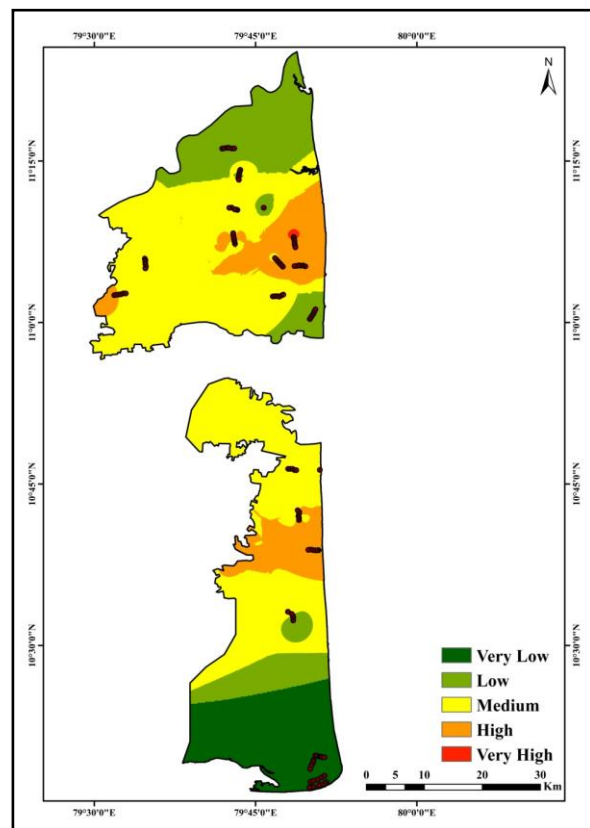 79°30'0"E 79°45'0"E 80°0'0"E
N
11°15'0"N 11°15'0"N
11°0'0"N 11°0'0"N
10°45'0"N 10°45'0"N
10°30'0"N 10°30'0"N
Very Low
Low
Medium
High
Very High
0 5 10 20 30
Km
79°30'0"E 79°45'0"E 80°0'0"E